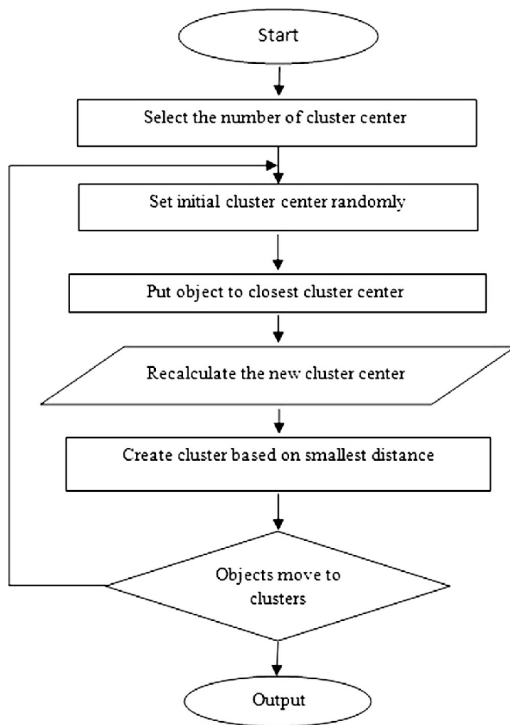 Start
Select the number of cluster center
Set initial cluster center randomly
Put object to closest cluster center
Recalculate the new cluster center
Create cluster based on smallest distance
Objects move to
clusters
Output